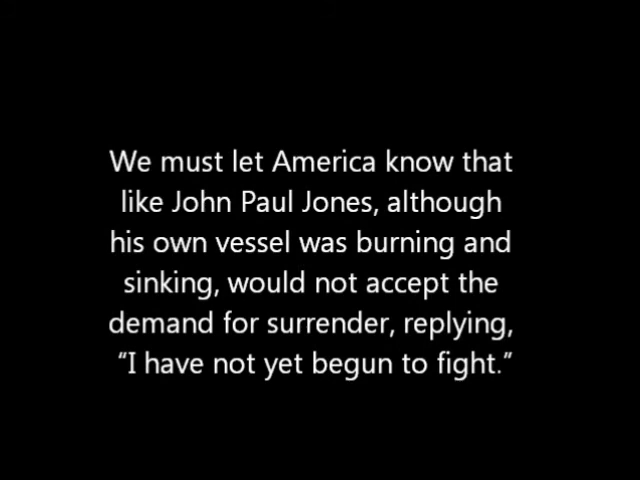 We must let America know that
like John Paul Jones, although
his own vessel was burning and
sinking, would not accept the
demand for surrender, replying,
“I have not yet begun to fight.”